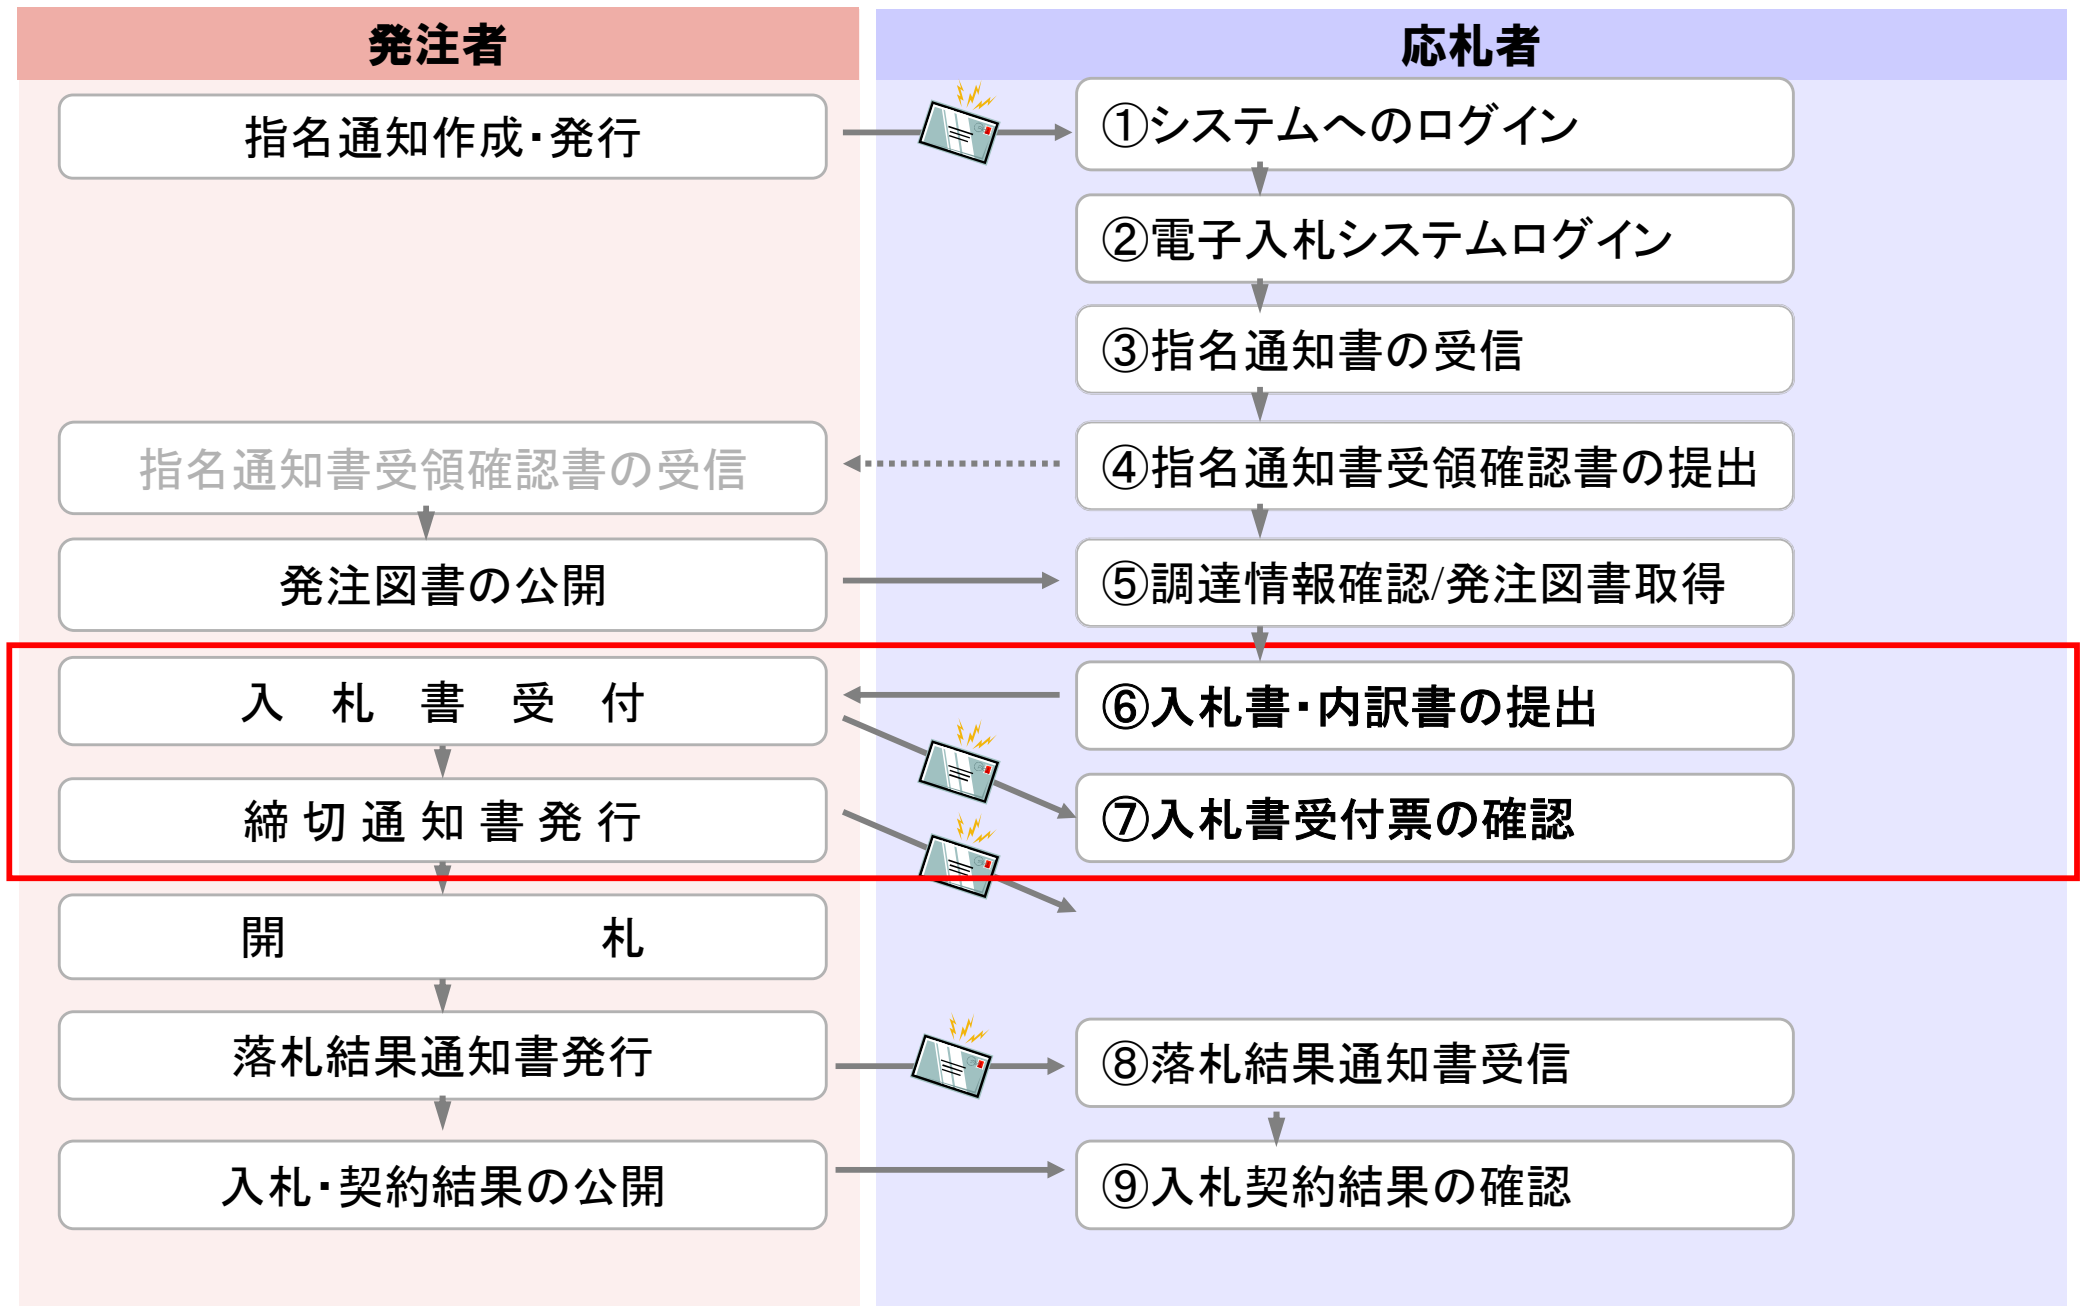 発注者
応札者
指名通知作成・発行
①システムへのログイン
②電子入札システムログイン
③指名通知書の受信
指名通知書受領確認書の受信
④指名通知書受領確認書の提出
発注図書の公開
⑤調達情報確認/発注図書取得
入　札　書　受　付
⑥入札書・内訳書の提出
締 切 通 知 書 発 行
⑦入札書受付票の確認
開　　　　　　　札
落札結果通知書発行
⑧落札結果通知書受信
入札・契約結果の公開
⑨入札契約結果の確認